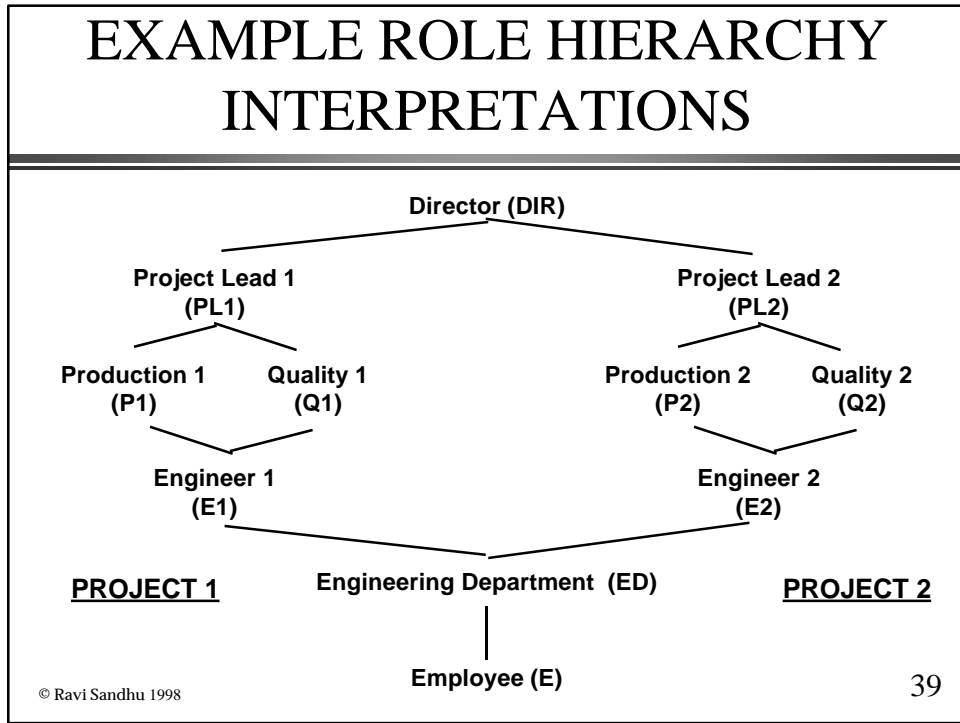 EXAMPLE ROLE HIERARCHY
INTERPRETATIONS
Director (DIR)
Project Lead 1
(PL1)
Project Lead 2
(PL2)
Production 1
(P1)
Quality 1
(Q1)
Production 2
(P2)
Quality 2
(Q2)
Engineer 1
(E1)
Engineer 2
(E2)
PROJECT 1
Engineering Department (ED)
PROJECT 2
Employee (E)
© Ravi Sandhu 1998
39